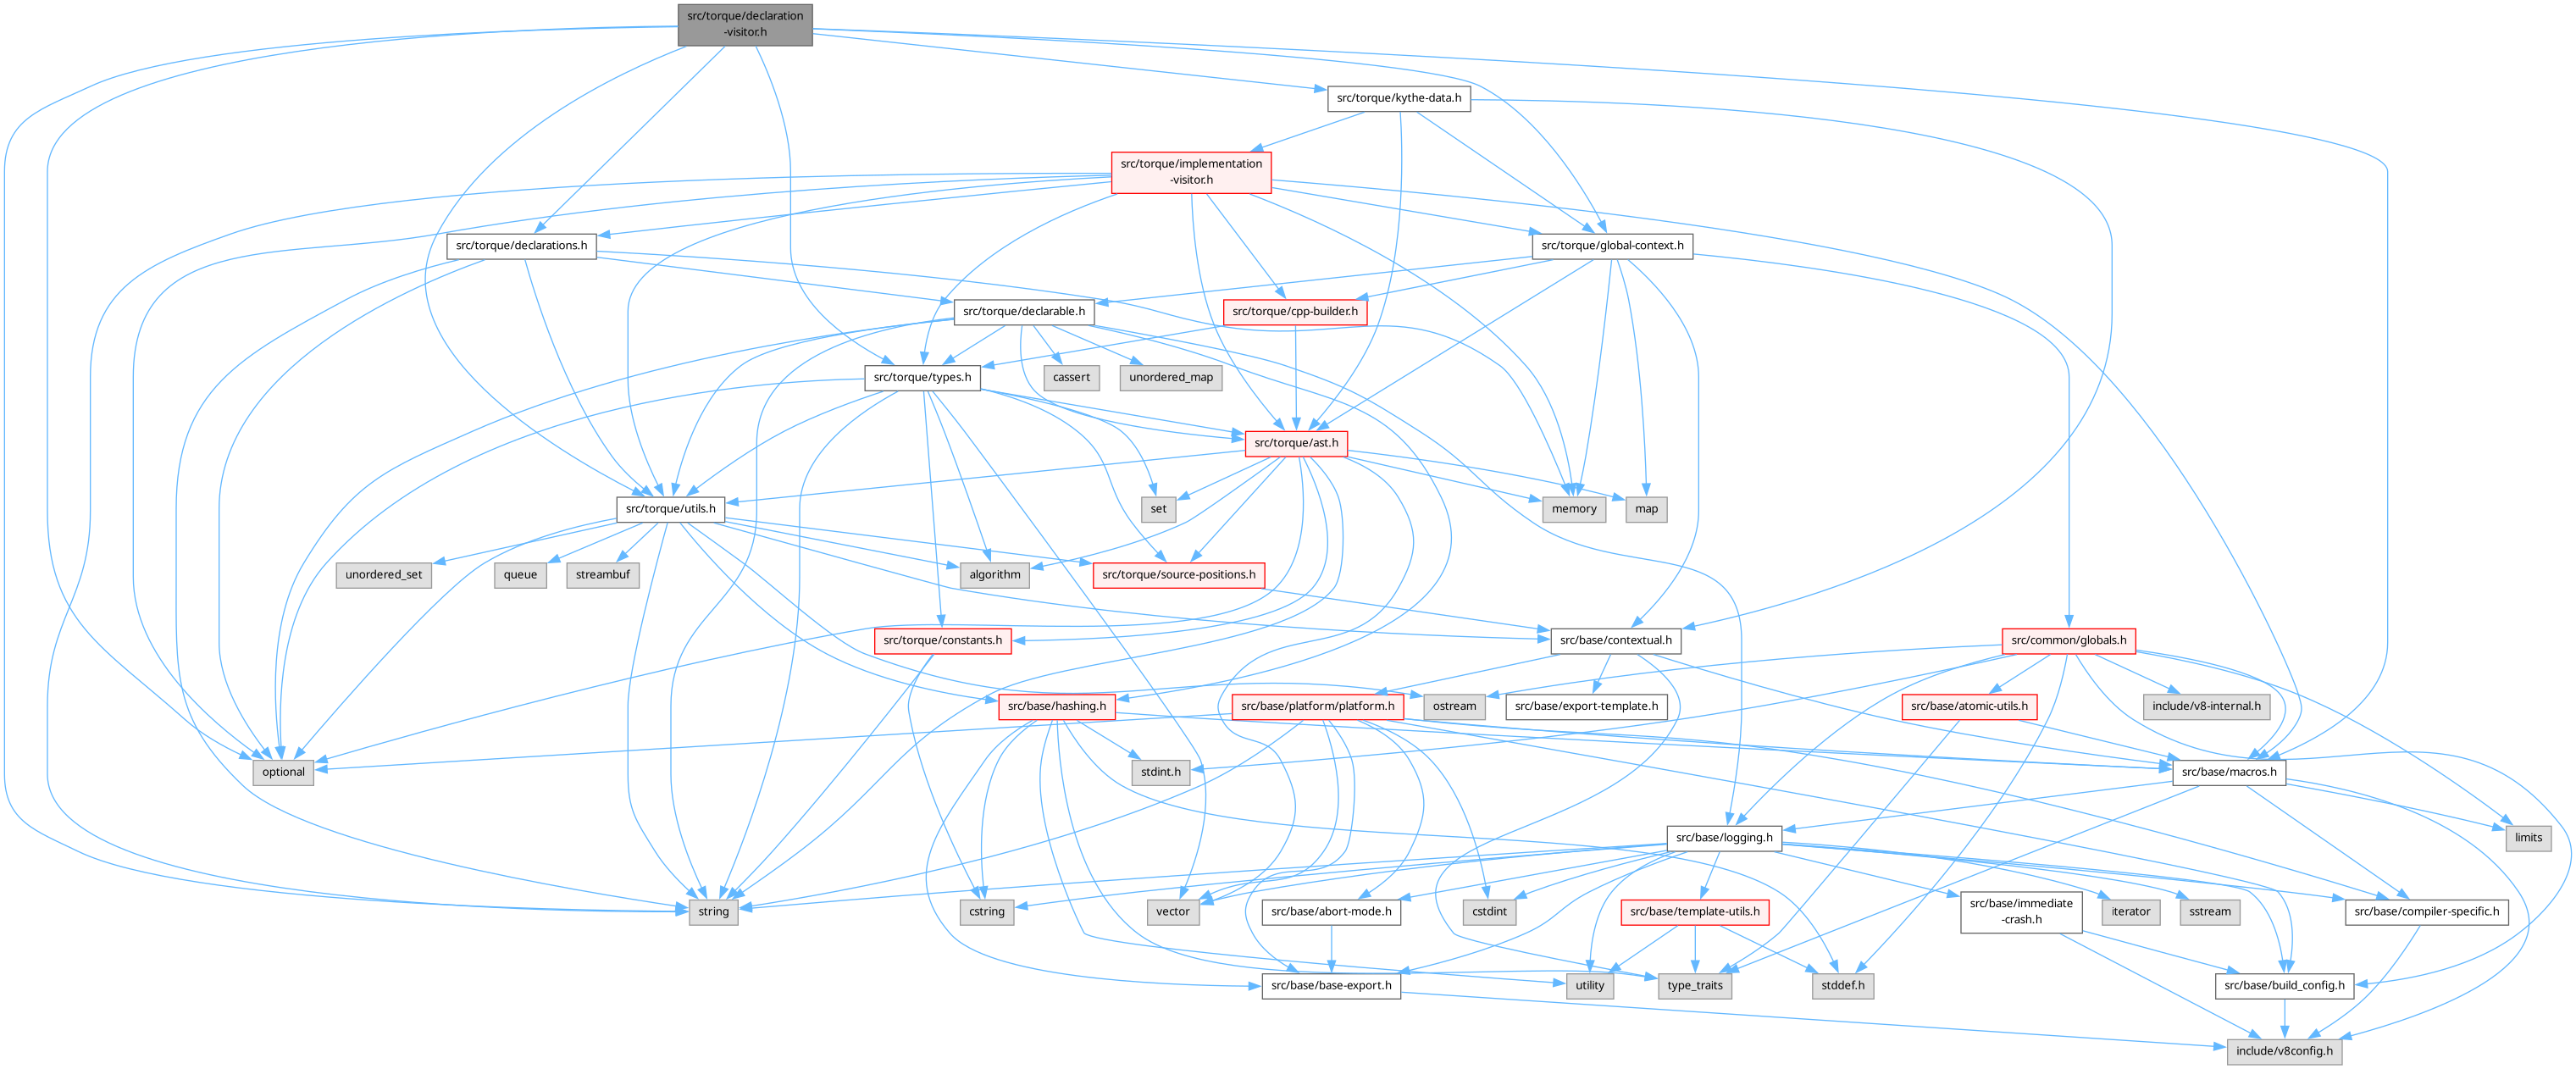 src/torque/declaration
-visitor.h
src/torque/kythe-data.h
src/torque/implementation
-visitor.h
src/torque/declarations.h
src/torque/global-context.h
src/torque/declarable.h
src/torque/cpp-builder.h
src/torque/types.h
cassert
unordered_map
src/torque/ast.h
src/torque/utils.h
set
memory
map
unordered_set
queue
streambuf
algorithm
src/torque/source-positions.h
src/torque/constants.h
src/base/contextual.h
src/common/globals.h
src/base/hashing.h
ostream
src/base/platform/platform.h
src/base/export-template.h
src/base/atomic-utils.h
include/v8-internal.h
optional
stdint.h
src/base/macros.h
src/base/logging.h
limits
string
cstring
vector
src/base/abort-mode.h
cstdint
src/base/template-utils.h
src/base/immediate
-crash.h
iterator
sstream
src/base/compiler-specific.h
src/base/base-export.h
utility
type_traits
stddef.h
src/base/build_config.h
include/v8config.h